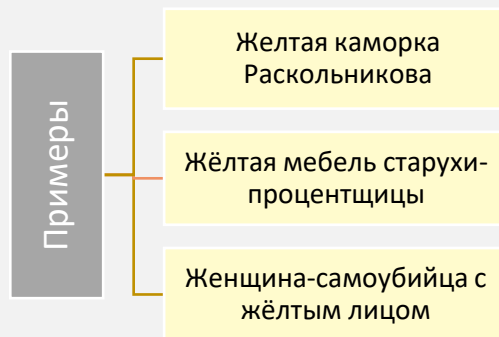 Примеры
Желтая каморка
Раскольникова
Жёлтая мебель старухи-
процентщицы
Женщина-самоубийца с
жёлтым лицом